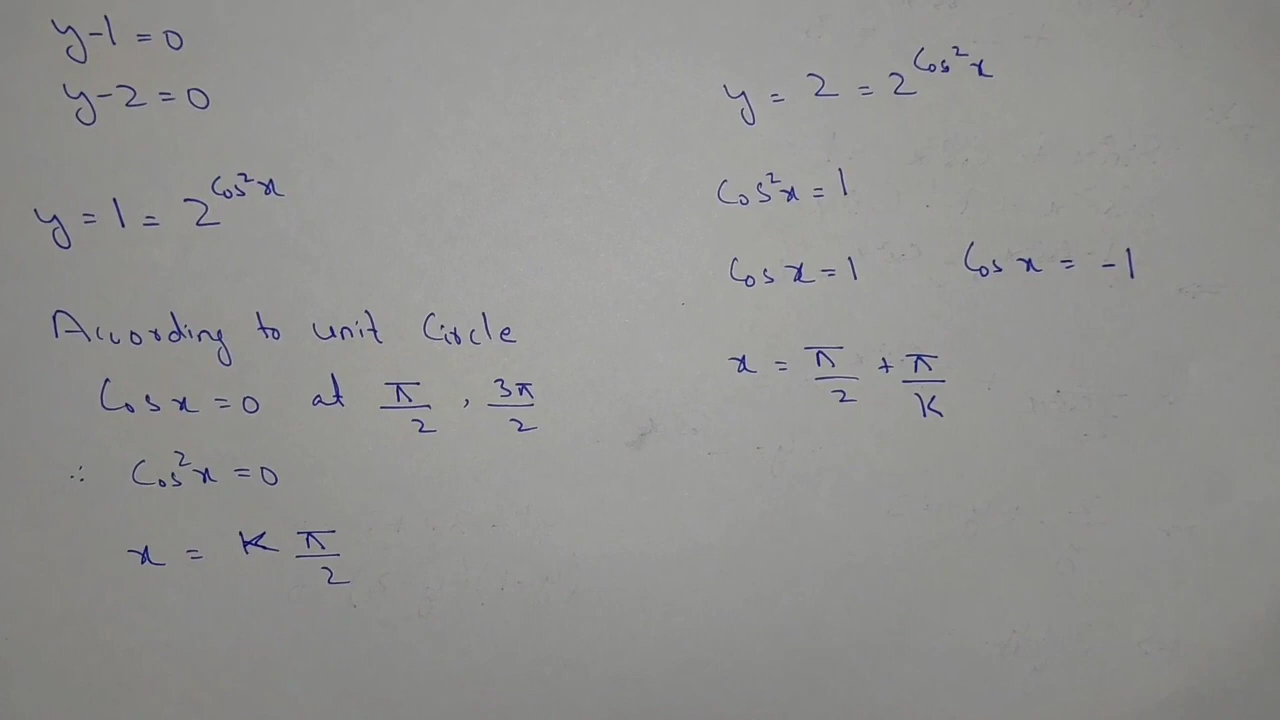 y-1=0
y-2=0
y=1=2^{Cos²x}
According to unit Circle
Cos x=0 at π/2, 3π/2
∴ Cos²x=0
x = K π/2
y=2=2^{Cos²x}
Cos²x=1
Cos x=1 Cos x=-1
x = π/2 + π/K